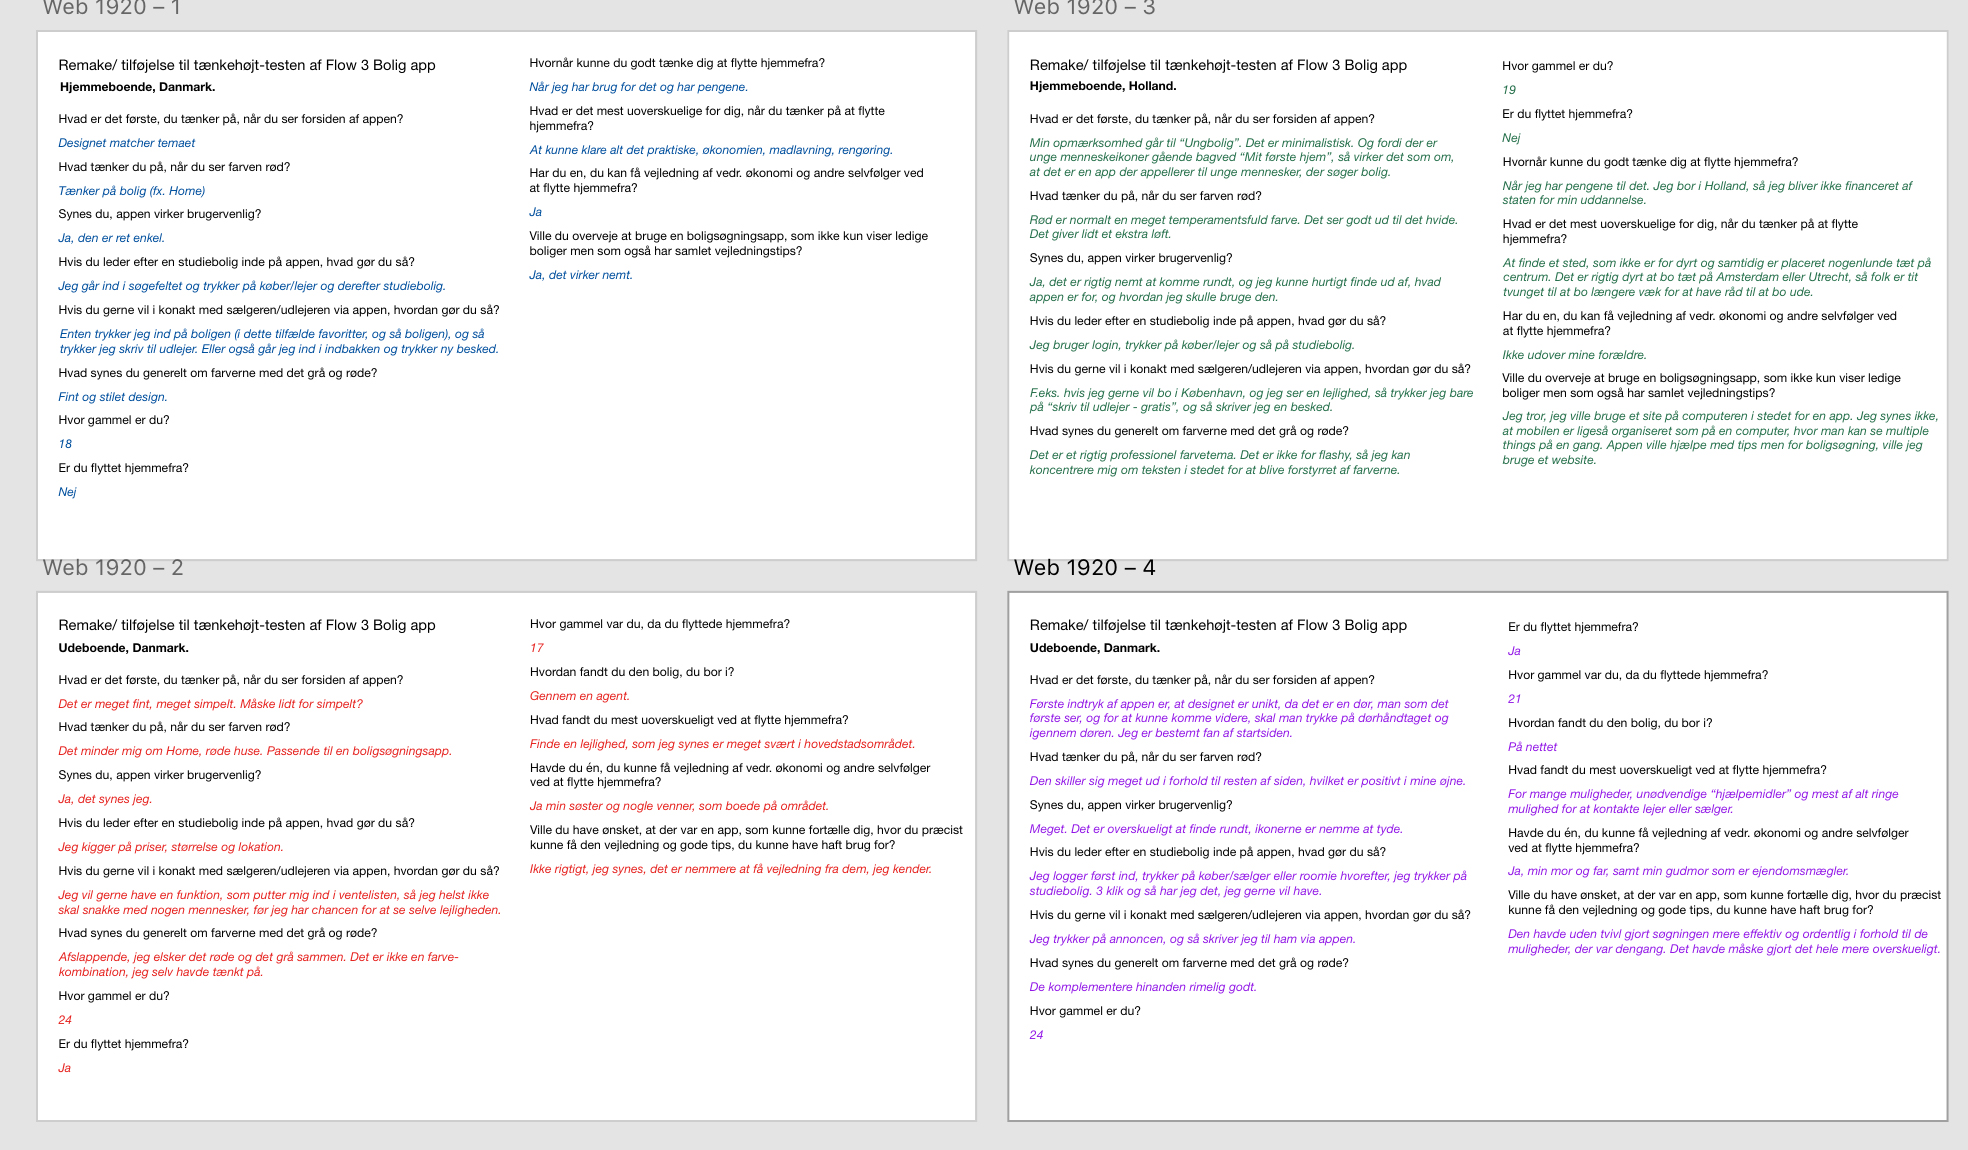 Web 1920 – 1
Remake/ tilføjelse til tænkehøjt-testen af Flow 3 Bolig app
Hjemmeboende, Danmark.
Hvad er det første, du tænker på, når du ser forsiden af appen?
Designet matcher temaet
Hvad tænker du på, når du ser farven rød?
Tænker på bolig (fx. Home)
Synes du, appen virker brugervenlig?
Ja, den er ret enkel.
Hvis du leder efter en studiebolig inde på appen, hvad gør du så?
Jeg går ind i søgefeltet og trykker på køber/lejer og derefter studiebolig.
Hvis du gerne vil i konakt med sælgeren/udlejeren via appen, hvordan gør du så?
Enten trykker jeg ind på boligen (i dette tilfælde favoritter, og så boligen), og så
trykker jeg skriv til udlejer. Eller også går jeg ind i indbakken og trykker ny besked.
Hvad synes du generelt om farverne med det grå og røde?
Fint og stilet design.
Hvor gammel er du?
18
Er du flyttet hjemmefra?
Nej
Hvornår kunne du godt tænke dig at flytte hjemmefra?
Når jeg har brug for det og har pengene.
Hvad er det mest uoverskuelige for dig, når du tænker på at flytte
hjemmefra?
At kunne klare alt det praktiske, økonomien, madlavning, rengøring.
Har du en, du kan få vejledning af vedr. økonomi og andre selvfølger ved
at flytte hjemmefra?
Ja
Ville du overveje at bruge en boligsøgningsapp, som ikke kun viser ledige
boliger men som også har samlet vejledningstips?
Ja, det virker nemt.
Web 1920 – 3
Remake/ tilføjelse til tænkehøjt-testen af Flow 3 Bolig app
Hjemmeboende, Holland.
Hvad er det første, du tænker på, når du ser forsiden af appen?
Min opmærksomhed går til “Ungbolig”. Det er minimalistisk. Og fordi der er
unge menneskeikoner gående bagved “Mit første hjem”, så virker det som om,
at det er en app der appellerer til unge mennesker, der søger bolig.
Hvad tænker du på, når du ser farven rød?
Rød er normalt en meget temperamentsfuld farve. Det ser godt ud til det hvide.
Det giver lidt et ekstra løft.
Synes du, appen virker brugervenlig?
Ja, det er rigtig nemt at komme rundt, og jeg kunne hurtigt finde ud af, hvad
appen er for, og hvordan jeg skulle bruge den.
Hvis du leder efter en studiebolig inde på appen, hvad gør du så?
Jeg bruger login, trykker på køber/lejer og så på studiebolig.
Hvis du gerne vil i konakt med sælgeren/udlejeren via appen, hvordan gør du så?
F.eks. hvis jeg gerne vil bo i København, og jeg ser en lejlighed, så trykker jeg bare
på “skriv til udlejer - gratis”, og så skriver jeg en besked.
Hvad synes du generelt om farverne med det grå og røde?
Det er et rigtig professionel farvetema. Det er ikke for flashy, så jeg kan
koncentrere mig om teksten i stedet for at blive forstyrret af farverne.
Hvor gammel er du?
19
Er du flyttet hjemmefra?
Nej
Hvornår kunne du godt tænke dig at flytte hjemmefra?
Når jeg har pengene til det. Jeg bor i Holland, så jeg bliver ikke financeret af
staten for min uddannelse.
Hvad er det mest uoverskuelige for dig, når du tænker på at flytte
hjemmefra?
At finde et sted, som ikke er for dyrt og samtidig er placeret nogenlunde tæt på
centrum. Det er rigtig dyrt at bo tæt på Amsterdam eller Utrecht, så folk er tit
tvunget til at bo længere væk for at have råd til at bo ude.
Har du en, du kan få vejledning af vedr. økonomi og andre selvfølger ved
at flytte hjemmefra?
Ikke udover mine forældre.
Ville du overveje at bruge en boligsøgningsapp, som ikke kun viser ledige
boliger men som også har samlet vejledningstips?
Jeg tror, jeg ville bruge et site på computeren i stedet for en app. Jeg synes ikke,
at mobilen er ligeså organiseret som på en computer, hvor man kan se multiple
things på en gang. Appen ville hjælpe med tips men for boligsøgning, ville jeg
bruge et website.
Web 1920 – 2
Remake/ tilføjelse til tænkehøjt-testen af Flow 3 Bolig app
Udeboende, Danmark.
Hvad er det første, du tænker på, når du ser forsiden af appen?
Det er meget fint, meget simpelt. Måske lidt for simpelt?
Hvad tænker du på, når du ser farven rød?
Det minder mig om Home, røde huse. Passende til en boligsøgningsapp.
Synes du, appen virker brugervenlig?
Ja, det synes jeg.
Hvis du leder efter en studiebolig inde på appen, hvad gør du så?
Jeg kigger på priser, størrelse og lokation.
Hvis du gerne vil i konakt med sælgeren/udlejeren via appen, hvordan gør du så?
Jeg vil gerne have en funktion, som putter mig ind i ventelisten, så jeg helst ikke
skal snakke med nogen mennesker, før jeg har chancen for at se selve lejligheden.
Hvad synes du generelt om farverne med det grå og røde?
Afslappende, jeg elsker det røde og det grå sammen. Det er ikke en farve-
kombination, jeg selv havde tænkt på.
Hvor gammel er du?
24
Er du flyttet hjemmefra?
Ja
Hvor gammel var du, da du flyttede hjemmefra?
17
Hvordan fandt du den bolig, du bor i?
Gennem en agent.
Hvad fandt du mest uoverskueligt ved at flytte hjemmefra?
Finde en lejlighed, som jeg synes er meget svært i hovedstadsområdet.
Havde du én, du kunne få vejledning af vedr. økonomi og andre selvfølger
ved at flytte hjemmefra?
Ja min søster og nogle venner, som boede på området.
Ville du have ønsket, at der var en app, som kunne fortælle dig, hvor du præcist
kunne få den vejledning og gode tips, du kunne have haft brug for?
Ikke rigtigt, jeg synes, det er nemmere at få vejledning fra dem, jeg kender.
Web 1920 – 4
Remake/ tilføjelse til tænkehøjt-testen af Flow 3 Bolig app
Udeboende, Danmark.
Hvad er det første, du tænker på, når du ser forsiden af appen?
Første indtryk af appen er, at designet er unikt, da det er en dør, man som det
første ser, og for at kunne komme videre, skal man trykke på dørhåndtaget og
igennem døren. Jeg er bestemt fan af startsiden.
Hvad tænker du på, når du ser farven rød?
Den skiller sig meget ud i forhold til resten af siden, hvilket er positivt i mine øjne.
Synes du, appen virker brugervenlig?
Meget. Det er overskueligt at finde rundt, ikonerne er nemme at tyde.
Hvis du leder efter en studiebolig inde på appen, hvad gør du så?
Jeg logger først ind, trykker på køber/sælger eller roomie hvorefter, jeg trykker på
studiebolig. 3 klik og så har jeg det, jeg gerne vil have.
Hvis du gerne vil i konakt med sælgeren/udlejeren via appen, hvordan gør du så?
Jeg trykker på annoncen, og så skriver jeg til ham via appen.
Hvad synes du generelt om farverne med det grå og røde?
De komplementere hinanden rimelig godt.
Hvor gammel er du?
24
Er du flyttet hjemmefra?
Ja
Hvor gammel var du, da du flyttede hjemmefra?
21
Hvordan fandt du den bolig, du bor i?
På nettet
Hvad fandt du mest uoverskueligt ved at flytte hjemmefra?
For mange muligheder, unødvendige “hjælpemidler” og mest af alt ringe
mulighed for at kontakte lejer eller sælger.
Havde du én, du kunne få vejledning af vedr. økonomi og andre selvfølger
ved at flytte hjemmefra?
Ja, min mor og far, samt min gudmor som er ejendomsmægler.
Ville du have ønsket, at der var en app, som kunne fortælle dig, hvor du præcist
kunne få den vejledning og gode tips, du kunne have haft brug for?
Den havde uden tvivl gjort søgningen mere effektiv og ordentlig i forhold til de
muligheder, der var dengang. Det havde måske gjort det hele mere overskueligt.